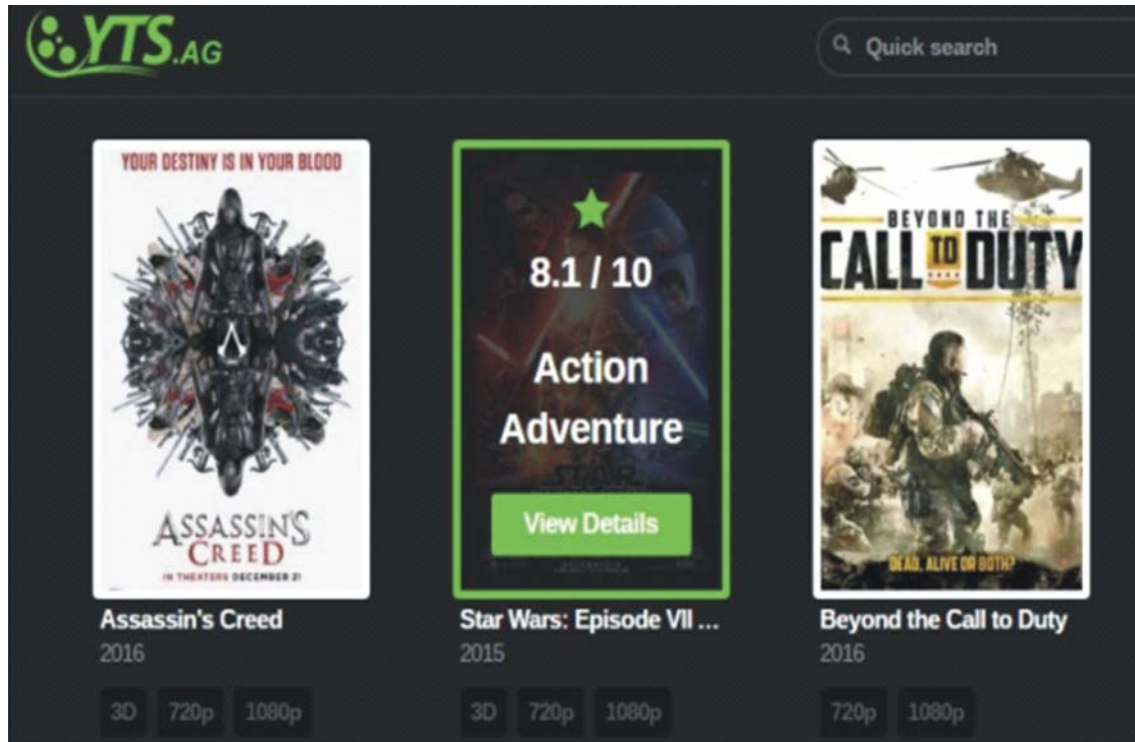 YTS.AG
Quick search
YOUR DESTINY IS IN YOUR BLOOD
ASSASSIN'S
CREED
IN THEATERS DECEMBER 21
Assassin's Creed
2016
3D 720p 1080p
8.1 / 10
Action
Adventure
STAR
View Details
Star Wars: Episode VII ...
2015
3D 720p 1080p
BEYOND THE
CALL TO DUTY
DEAD, ALIVE OR BOTH?
Beyond the Call to Duty
2016
720p 1080p